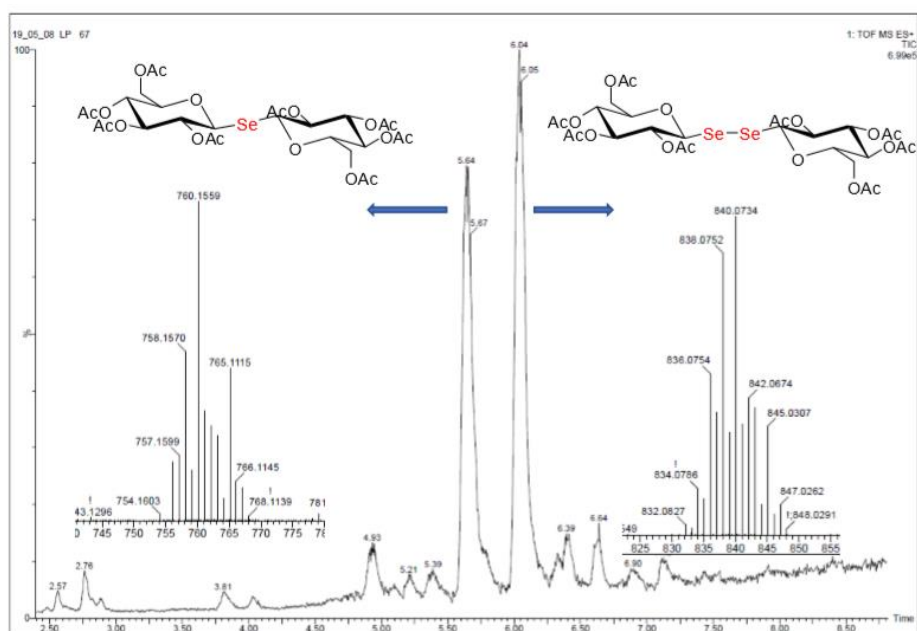 19_05_08 LP 67
1: TOF MS ES+
TIC
6.99e5
100
%
0
OAc
OAc
AcO
AcO
OAc
Se
AcO
OAc
OAc
OAc
OAc
AcO
AcO
OAc
Se
Se
AcO
OAc
OAc
OAc
6.04
6.05
5.64
5.67
760.1559
758.1570
765.1115
757.1599
766.1145
754.1603
768.1139
!
!
43.1296
781
745 750 755 760 765 770 775
840.0734
838.0752
836.0754
842.0674
845.0307
!
834.0786
832.0827
847.0262
848.0291
825 830 835 840 845 850 855
2.57
2.76
3.81
4.93
5.21
5.39
6.39
6.64
6.90
2.50 3.00 3.50 4.00 4.50 5.00 5.50 6.00 6.50 7.00 7.50 8.00 8.50
Time